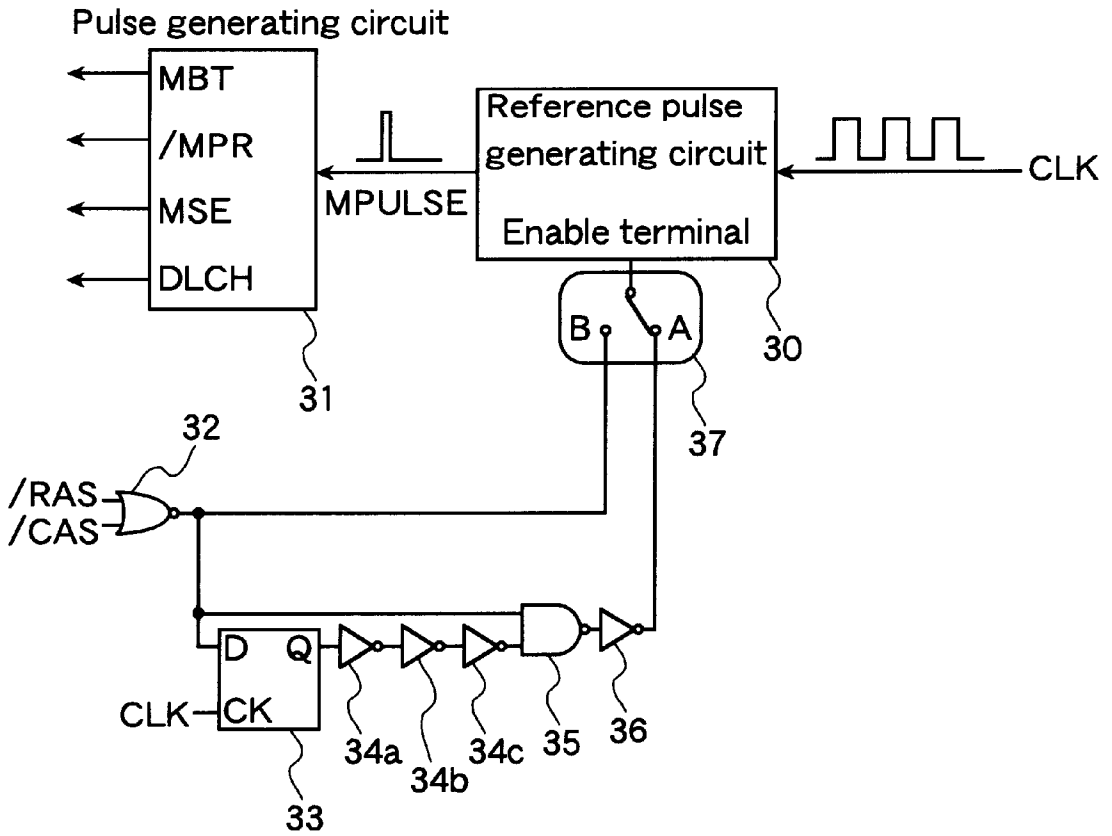 Pulse generating circuit
MBT
/MPR
MSE
DLCH
MPULSE
Reference pulse
generating circuit
Enable terminal
CLK
B
A
30
31
37
32
/RAS
/CAS
D
Q
CK
CLK
33
34a
34b
34c
35
36